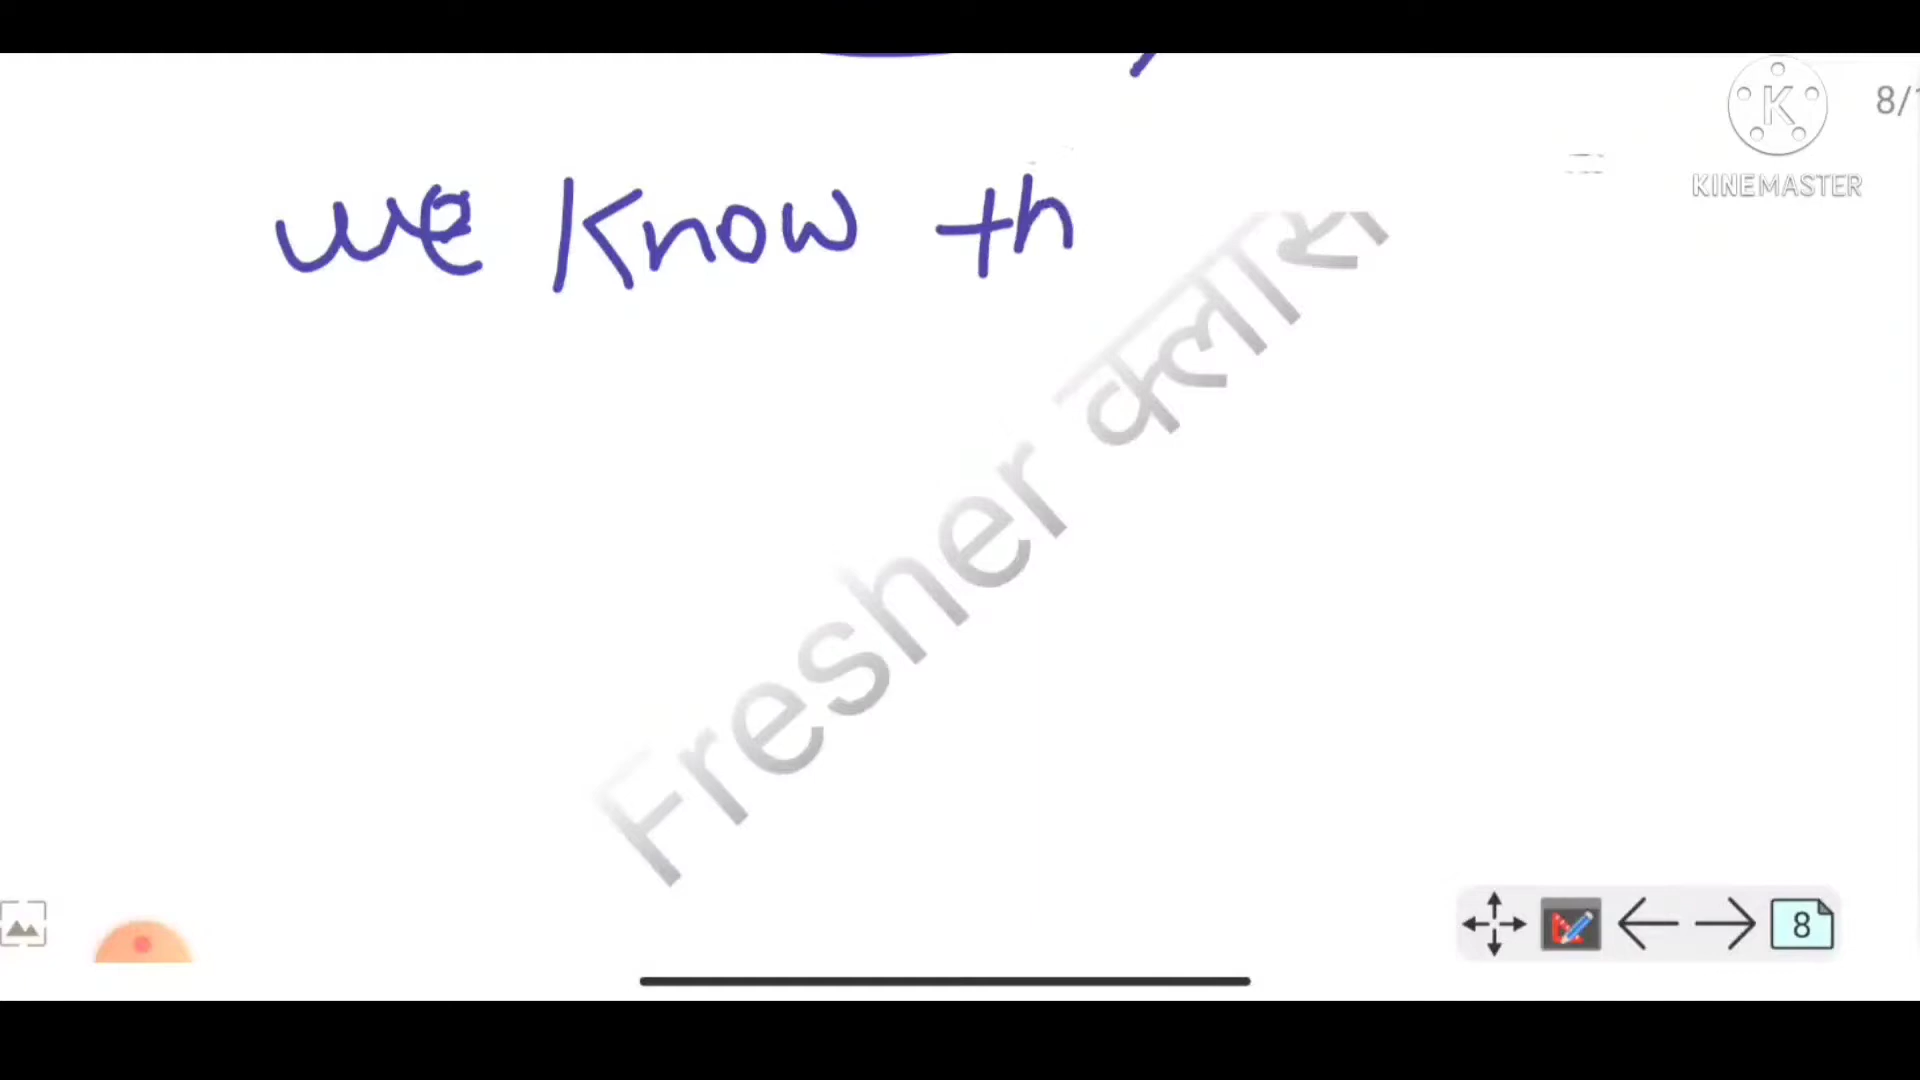 8/
KINEMASTER
we know th
Fresher क्लास
8